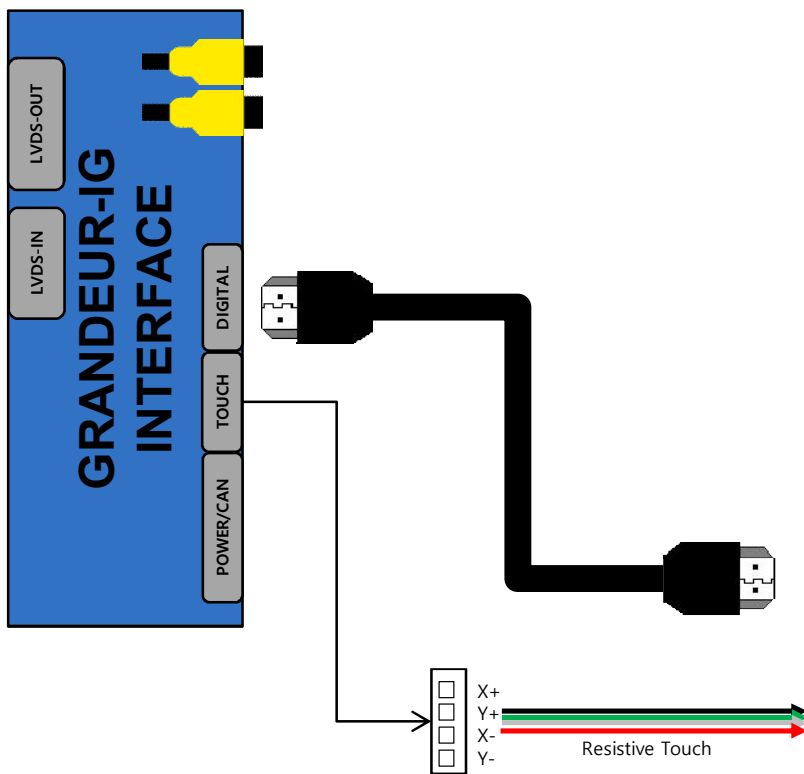 LVDS-OUT
LVDS-IN
GRANDEUR-IG
INTERFACE
DIGITAL
TOUCH
POWER/CAN
X+
Y+
X-
Y-
Resistive Touch